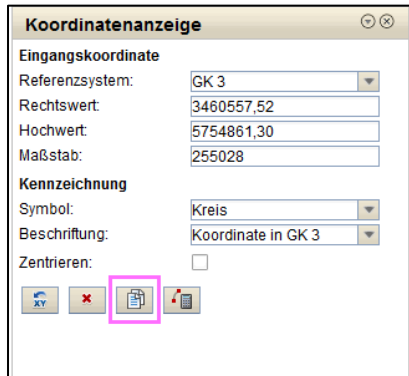 Koordinatenanzeige
Eingangskoordinate
Referenzsystem: GK 3
Rechtswert: 3460557,52
Hochwert: 5754861,30
Maßstab: 255028
Kennzeichnung
Symbol: Kreis
Beschriftung: Koordinate in GK 3
Zentrieren:
XY